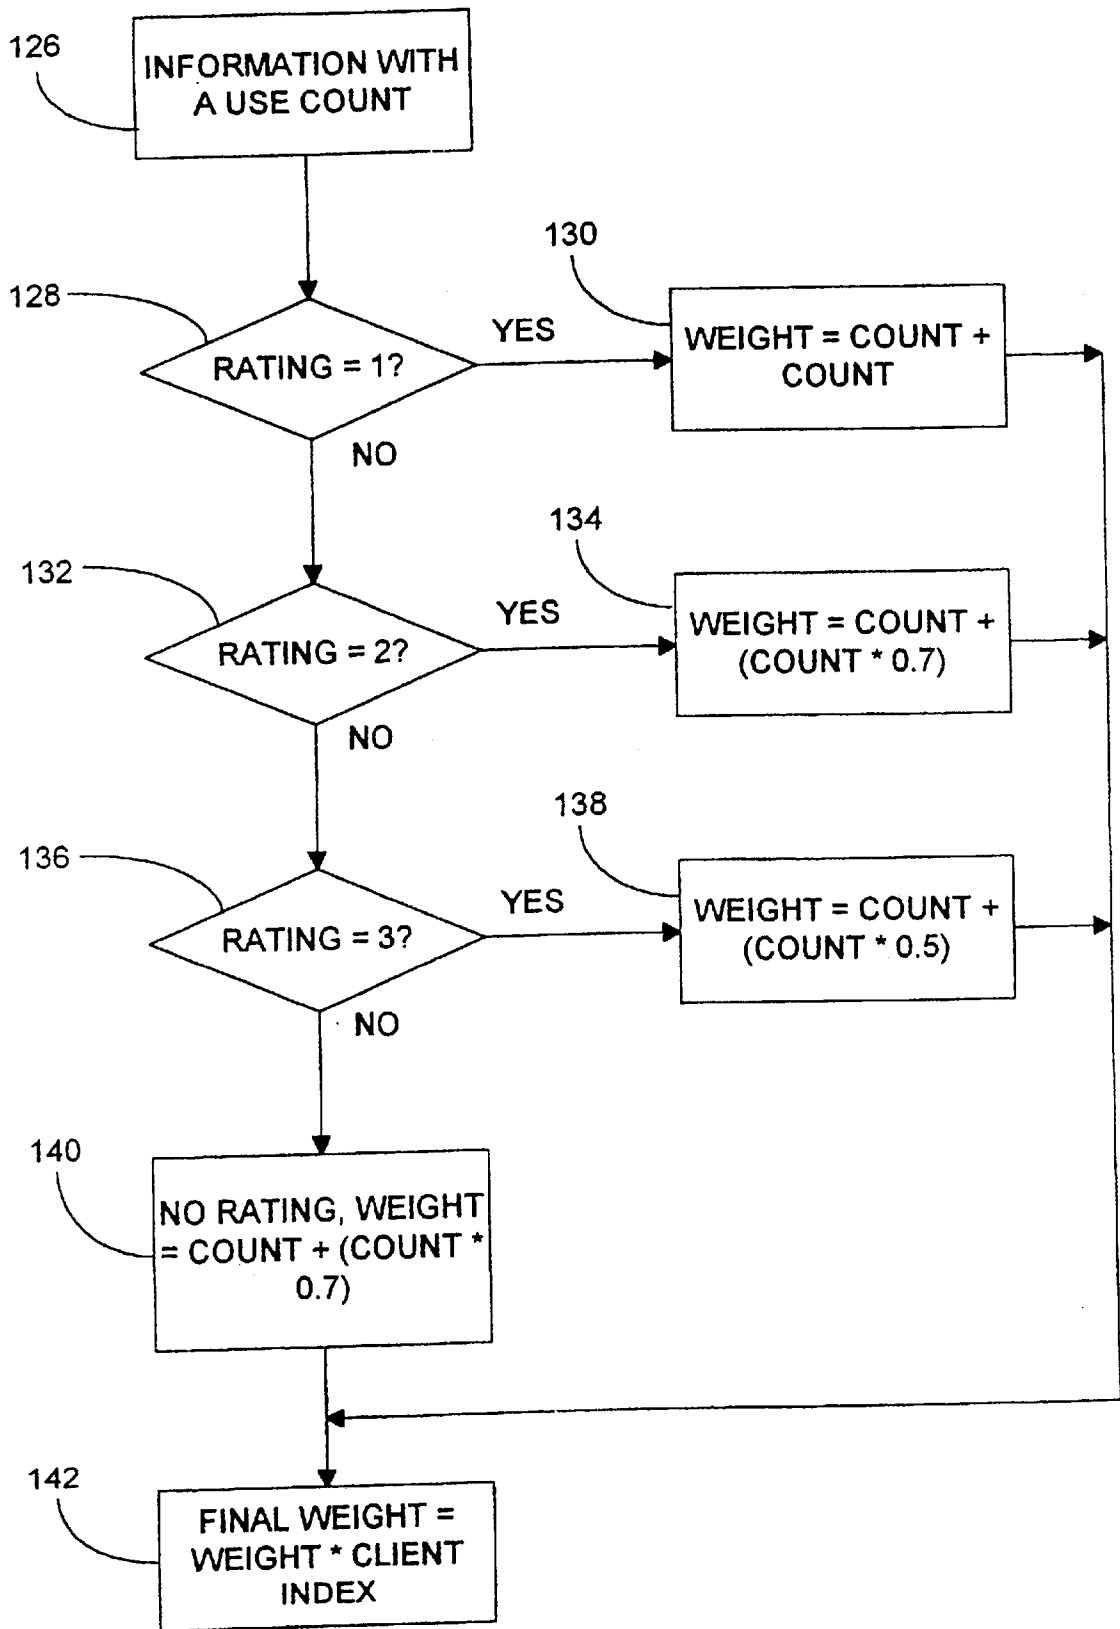 126
INFORMATION WITH
A USE COUNT
128
RATING = 1?
YES
NO
130
WEIGHT = COUNT +
COUNT
132
RATING = 2?
YES
NO
134
WEIGHT = COUNT +
(COUNT * 0.7)
136
RATING = 3?
YES
NO
138
WEIGHT = COUNT +
(COUNT * 0.5)
140
NO RATING, WEIGHT
= COUNT + (COUNT *
0.7)
142
FINAL WEIGHT =
WEIGHT * CLIENT
INDEX